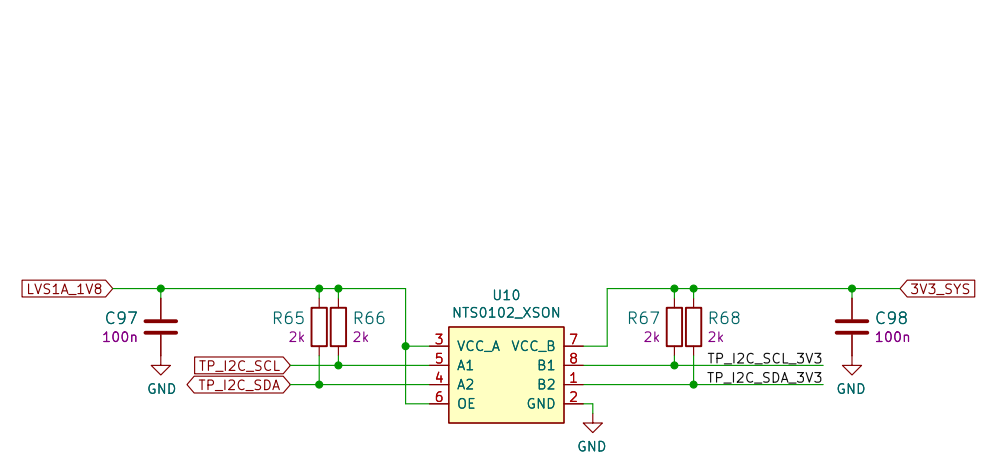 LVS1A_1V8
3V3_SYS
U10
NTS0102_XSON
C97
100n
GND
R65
2k
R66
2k
TP_I2C_SCL
TP_I2C_SDA
3
5
4
6
VCC_A
A1
A2
OE
VCC_B
B1
B2
GND
7
8
1
2
GND
R67
2k
R68
2k
TP_I2C_SCL_3V3
TP_I2C_SDA_3V3
C98
100n
GND